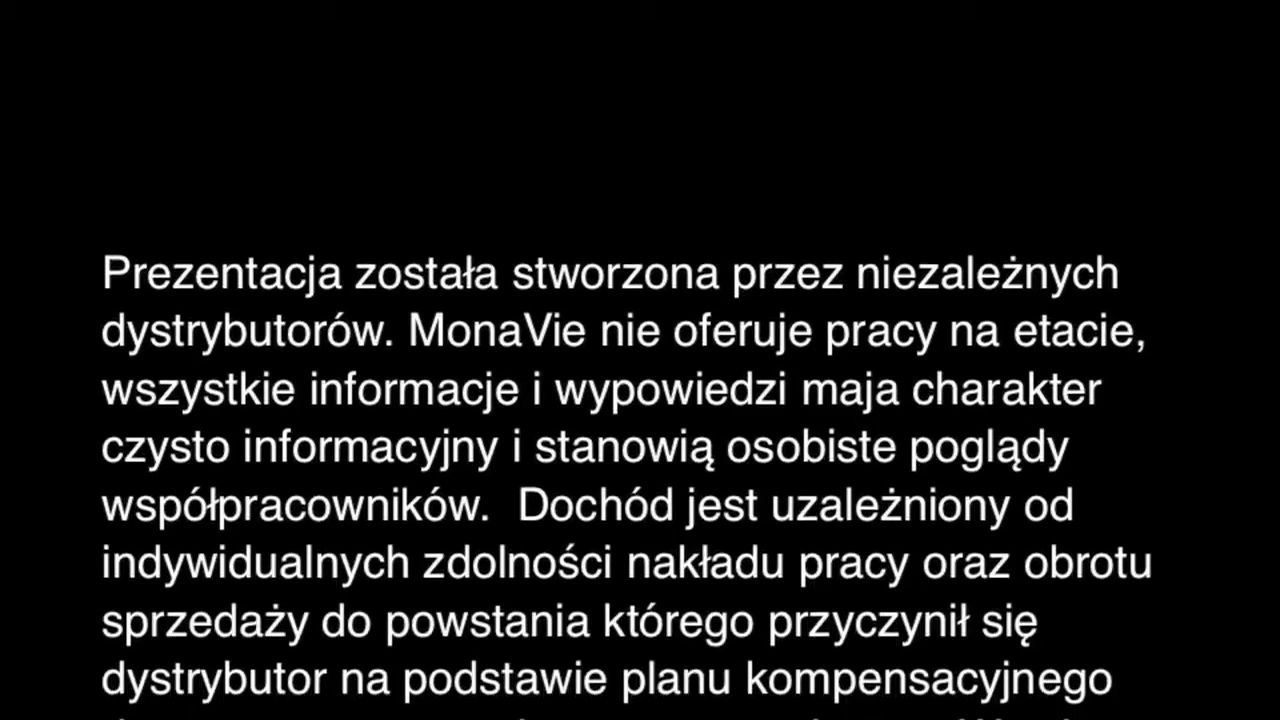 Prezentacja została stworzona przez niezależnych
dystrybutorów. MonaVie nie oferuje pracy na etacie,
wszystkie informacje i wypowiedzi maja charakter
czysto informacyjny i stanowią osobiste poglądy
współpracowników.  Dochód jest uzależniony od
indywidualnych zdolności nakładu pracy oraz obrotu
sprzedaży do powstania którego przyczynił się
dystrybutor na podstawie planu kompensacyjnego